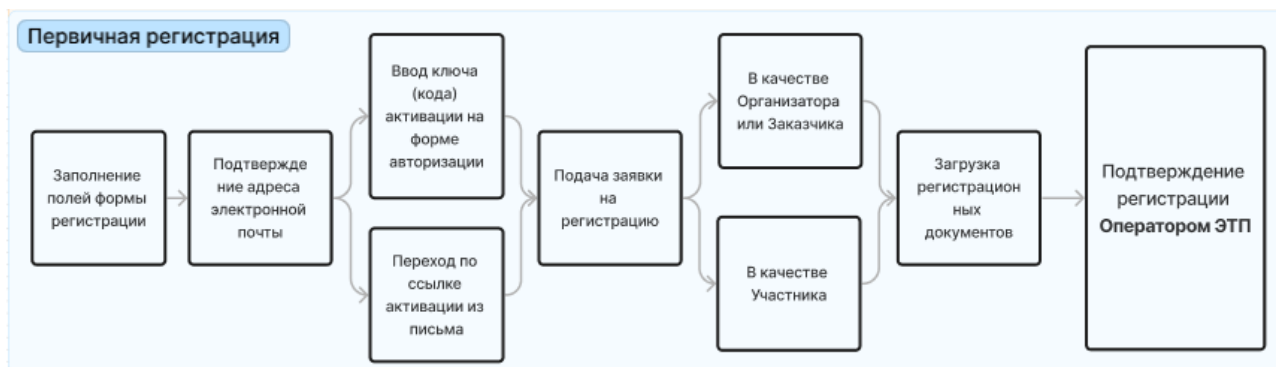 Первичная регистрация
Заполнение
полей формы
регистрации
Подтвержде
ние адреса
электронной
почты
Ввод ключа
(кода)
активации на
форме
авторизации
Переход по
ссылке
активации из
письма
Подача заявки
на
регистрацию
В качестве
Организатора
или Заказчика
В качестве
Участника
Загрузка
регистрацион
ных
документов
Подтверждение
регистрации
Оператором ЭТП